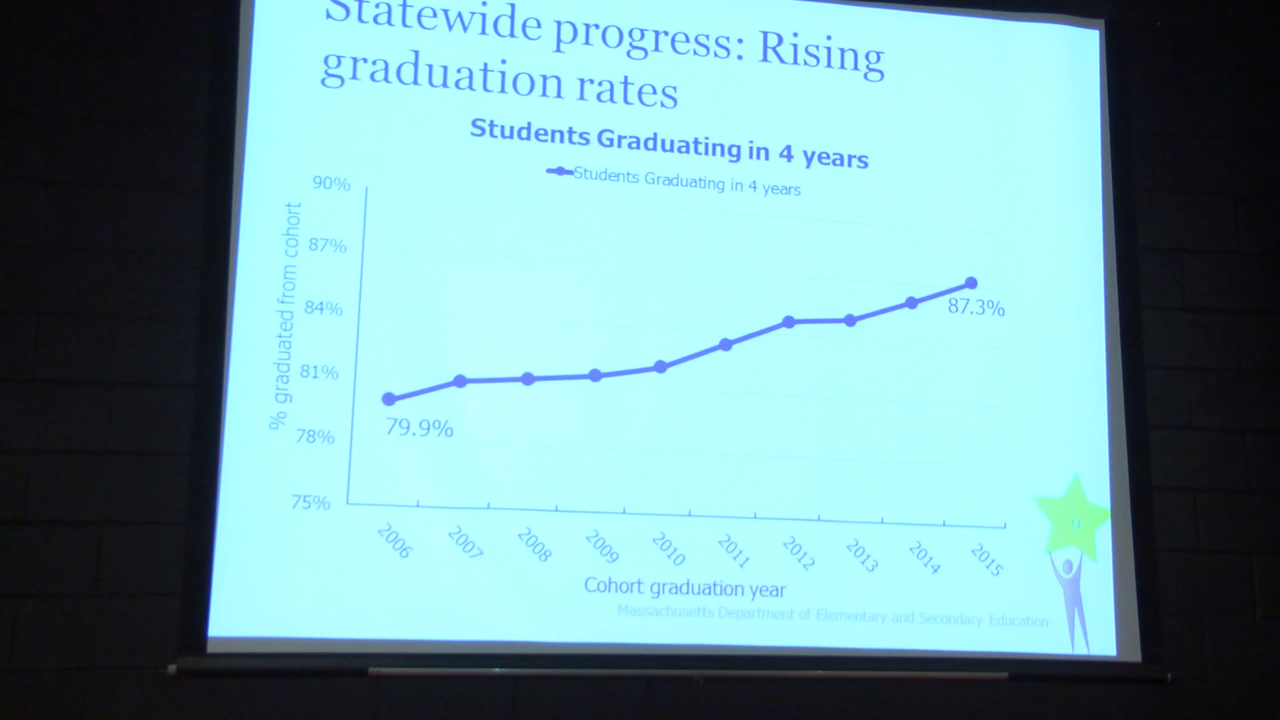 Statewide progress: Rising
graduation rates
Students Graduating in 4 years
Students Graduating in 4 years
90%
87%
84%
81%
78%
75%
% graduated from cohort
79.9%
87.3%
2006
2007
2008
2009
2010
2011
2012
2013
2014
2015
Cohort graduation year
Massachusetts Department of Elementary and Secondary Education
9